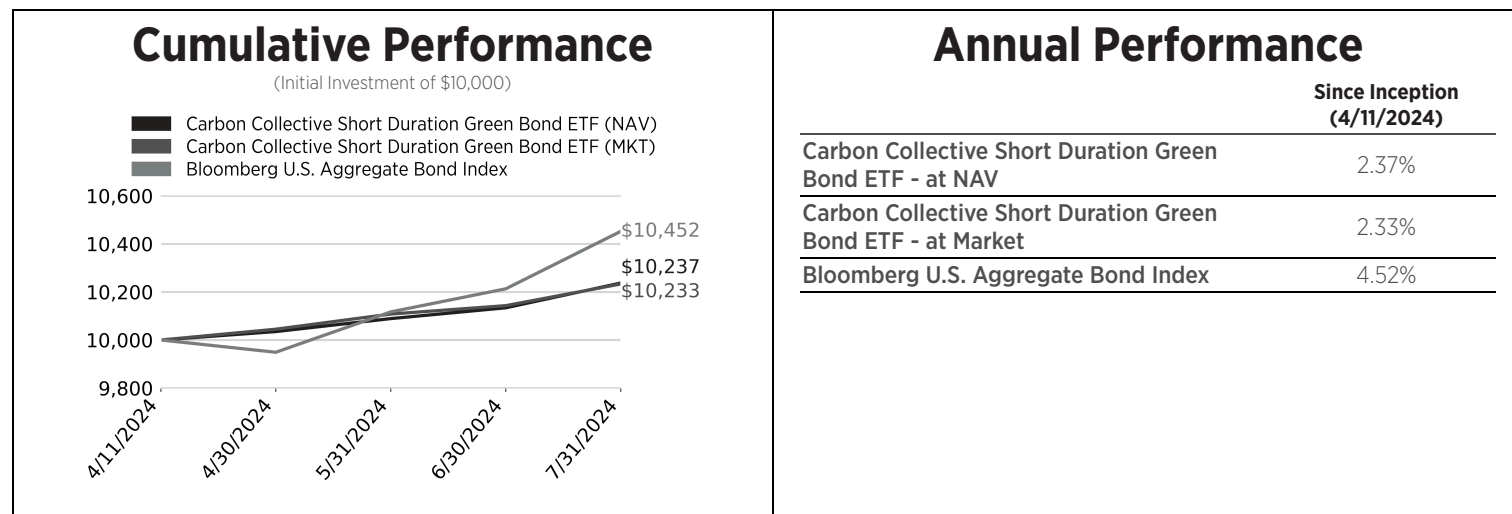 Cumulative Performance
(Initial Investment of $10,000)
Carbon Collective Short Duration Green Bond ETF (NAV)
Carbon Collective Short Duration Green Bond ETF (MKT)
Bloomberg U.S. Aggregate Bond Index
10,600
10,400
10,200
10,000
9,800
$10,452
$10,237
$10,233
4/11/2024
4/30/2024
5/31/2024
6/30/2024
7/31/2024
Annual Performance
Since Inception
(4/11/2024)
Carbon Collective Short Duration Green
Bond ETF - at NAV
2.37%
Carbon Collective Short Duration Green
Bond ETF - at Market
2.33%
Bloomberg U.S. Aggregate Bond Index
4.52%